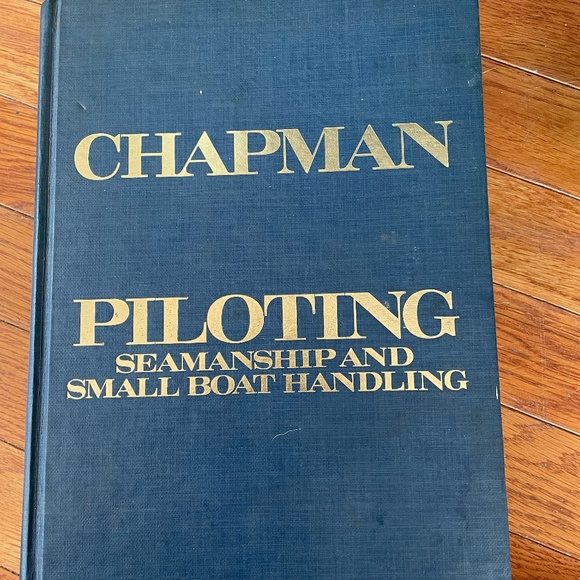 CHAPMAN
PILOTING
SEAMANSHIP AND
SMALL BOAT HANDLING